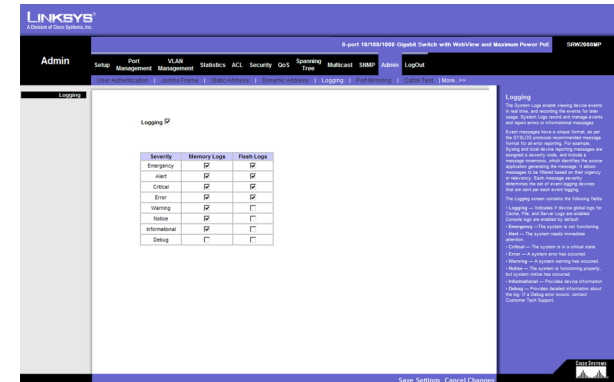 LINKSYS®
A Division of Cisco Systems, Inc.
8-port 10/100/1000 Gigabit Switch with WebView and Maximum Power PoE
SRW2008MP
Admin
Setup Port Management VLAN Management Statistics ACL Security QoS Spanning Tree Multicast SNMP Admin LogOut
User Authentication | Jumbo Frame | Static Address | Dynamic Address | Logging | Port Mirroring | Cable Test | More..>>
Logging
Logging
Severity Memory Logs Flash Logs
Emergency
Alert
Critical
Error
Warning
Notice
Informational
Debug
Logging
The System Logs enable viewing device events
in real time, and recording the events for later
usage. System Logs record and manage events
and report errors or informational messages.
Event messages have a unique format, as per
the SYSLOG protocols recommended message
format for all error reporting. For example,
Syslog and local device reporting messages are
assigned a severity code, and include a
message mnemonic, which identifies the source
application generating the message. It allows
messages to be filtered based on their urgency
or relevancy. Each message severity
determines the set of event logging devices
that are sent per each event logging.
The Logging screen contains the following fields:
• Logging — Indicates if device global logs for
Cache, File, and Server Logs are enabled.
Console logs are enabled by default.
• Emergency — The system is not functioning.
• Alert — The system needs immediate
attention.
• Critical — The system is in a critical state.
• Error — A system error has occurred.
• Warning — A system warning has occurred.
• Notice — The system is functioning properly,
but system notice has occurred.
• Informational — Provides device information.
• Debug — Provides detailed information about
the log. If a Debug error occurs, contact
Customer Tech Support.
Save Settings Cancel Changes
CISCO SYSTEMS